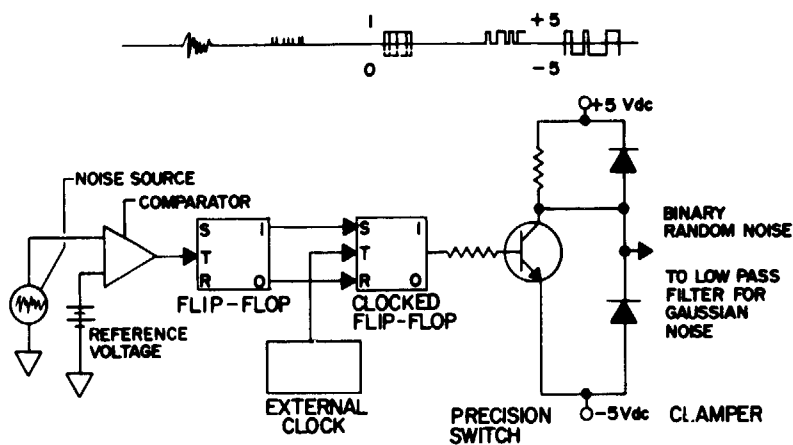 1
+5
0
-5
+5 Vdc
NOISE SOURCE
COMPARATOR
BINARY
RANDOM NOISE
S 1
T
R 0
S 1
T
R 0
FLIP-FLOP
CLOCKED
FLIP-FLOP
TO LOW PASS
FILTER FOR
GAUSSIAN
NOISE
REFERENCE
VOLTAGE
EXTERNAL
CLOCK
PRECISION
SWITCH
-5Vdc
CLAMPER